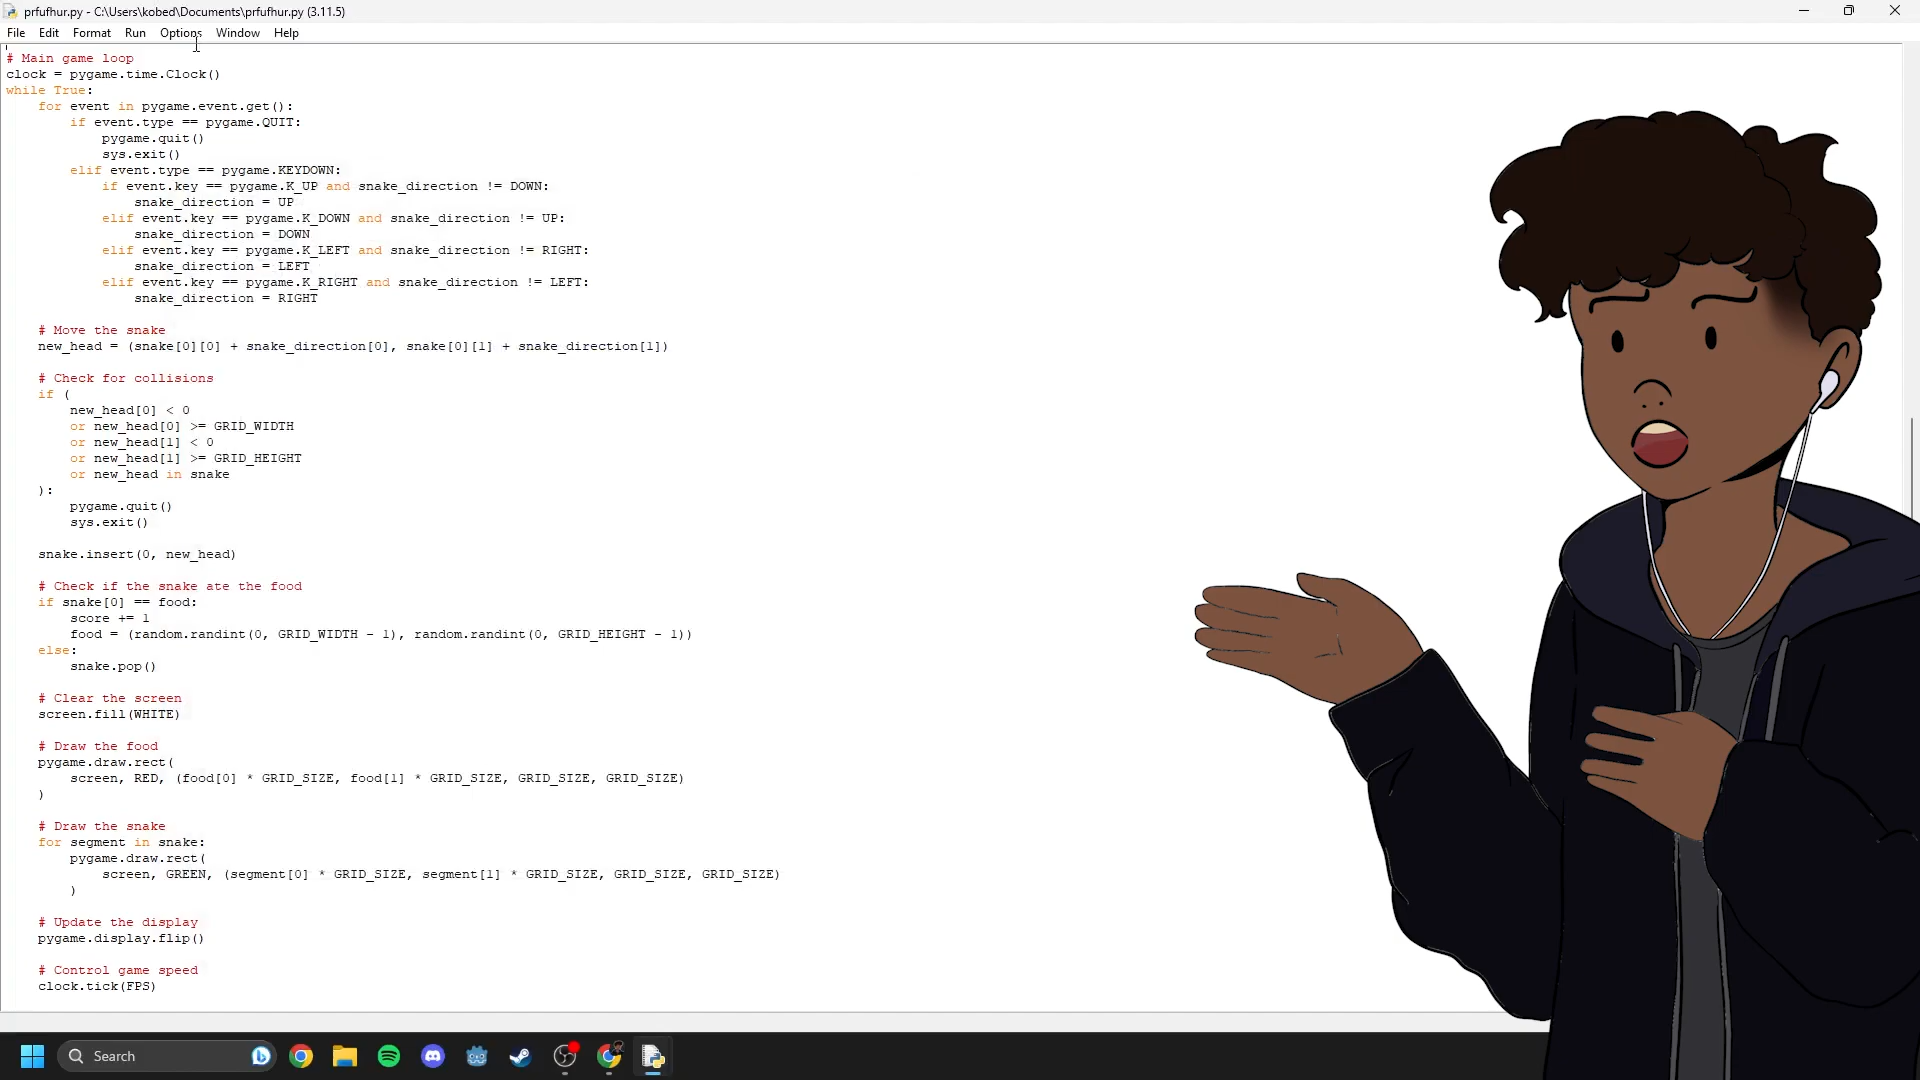 prfufhur.py - C:\Users\kobed\Documents\prfufhur.py (3.11.5)
File Edit Format Run Options Window Help
# Main game loop
clock = pygame.time.Clock()
while True:
    for event in pygame.event.get():
        if event.type == pygame.QUIT:
            pygame.quit()
            sys.exit()
        elif event.type == pygame.KEYDOWN:
            if event.key == pygame.K_UP and snake_direction != DOWN:
                snake_direction = UP
            elif event.key == pygame.K_DOWN and snake_direction != UP:
                snake_direction = DOWN
            elif event.key == pygame.K_LEFT and snake_direction != RIGHT:
                snake_direction = LEFT
            elif event.key == pygame.K_RIGHT and snake_direction != LEFT:
                snake_direction = RIGHT
    # Move the snake
    new_head = (snake[0][0] + snake_direction[0], snake[0][1] + snake_direction[1])
    # Check for collisions
    if (
        new_head[0] < 0
        or new_head[0] >= GRID_WIDTH
        or new_head[1] < 0
        or new_head[1] >= GRID_HEIGHT
        or new_head in snake
    ):
        pygame.quit()
        sys.exit()
    snake.insert(0, new_head)
    # Check if the snake ate the food
    if snake[0] == food:
        score += 1
        food = (random.randint(0, GRID_WIDTH - 1), random.randint(0, GRID_HEIGHT - 1))
    else:
        snake.pop()
    # Clear the screen
    screen.fill(WHITE)
    # Draw the food
    pygame.draw.rect(
        screen, RED, (food[0] * GRID_SIZE, food[1] * GRID_SIZE, GRID_SIZE, GRID_SIZE)
    )
    # Draw the snake
    for segment in snake:
        pygame.draw.rect(
            screen, GREEN, (segment[0] * GRID_SIZE, segment[1] * GRID_SIZE, GRID_SIZE, GRID_SIZE)
        )
    # Update the display
    pygame.display.flip()
    # Control game speed
    clock.tick(FPS)
Search